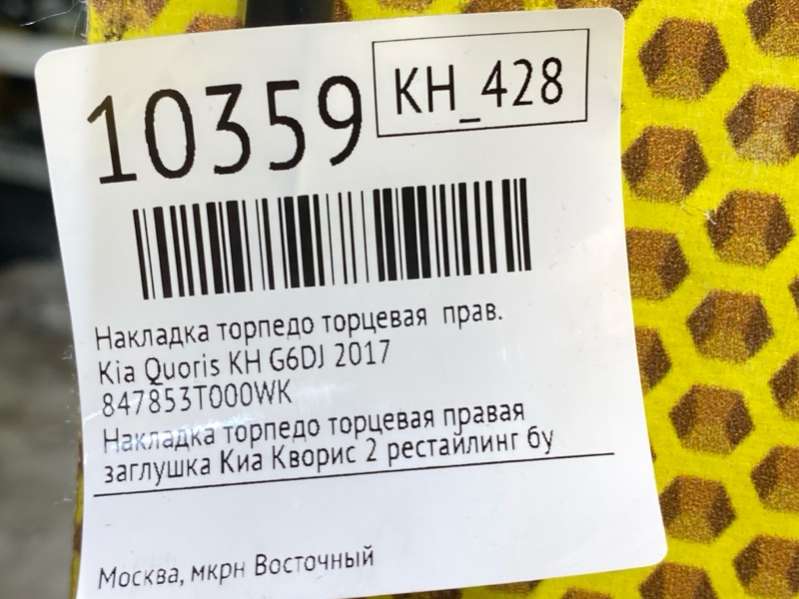 10359
KH_428
Накладка торпедо торцевая прав.
Kia Quoris KH G6DJ 2017
847853T000WK
Накладка торпедо торцевая правая
заглушка Киа Кворис 2 рестайлинг бу
Москва, мкрн Восточный